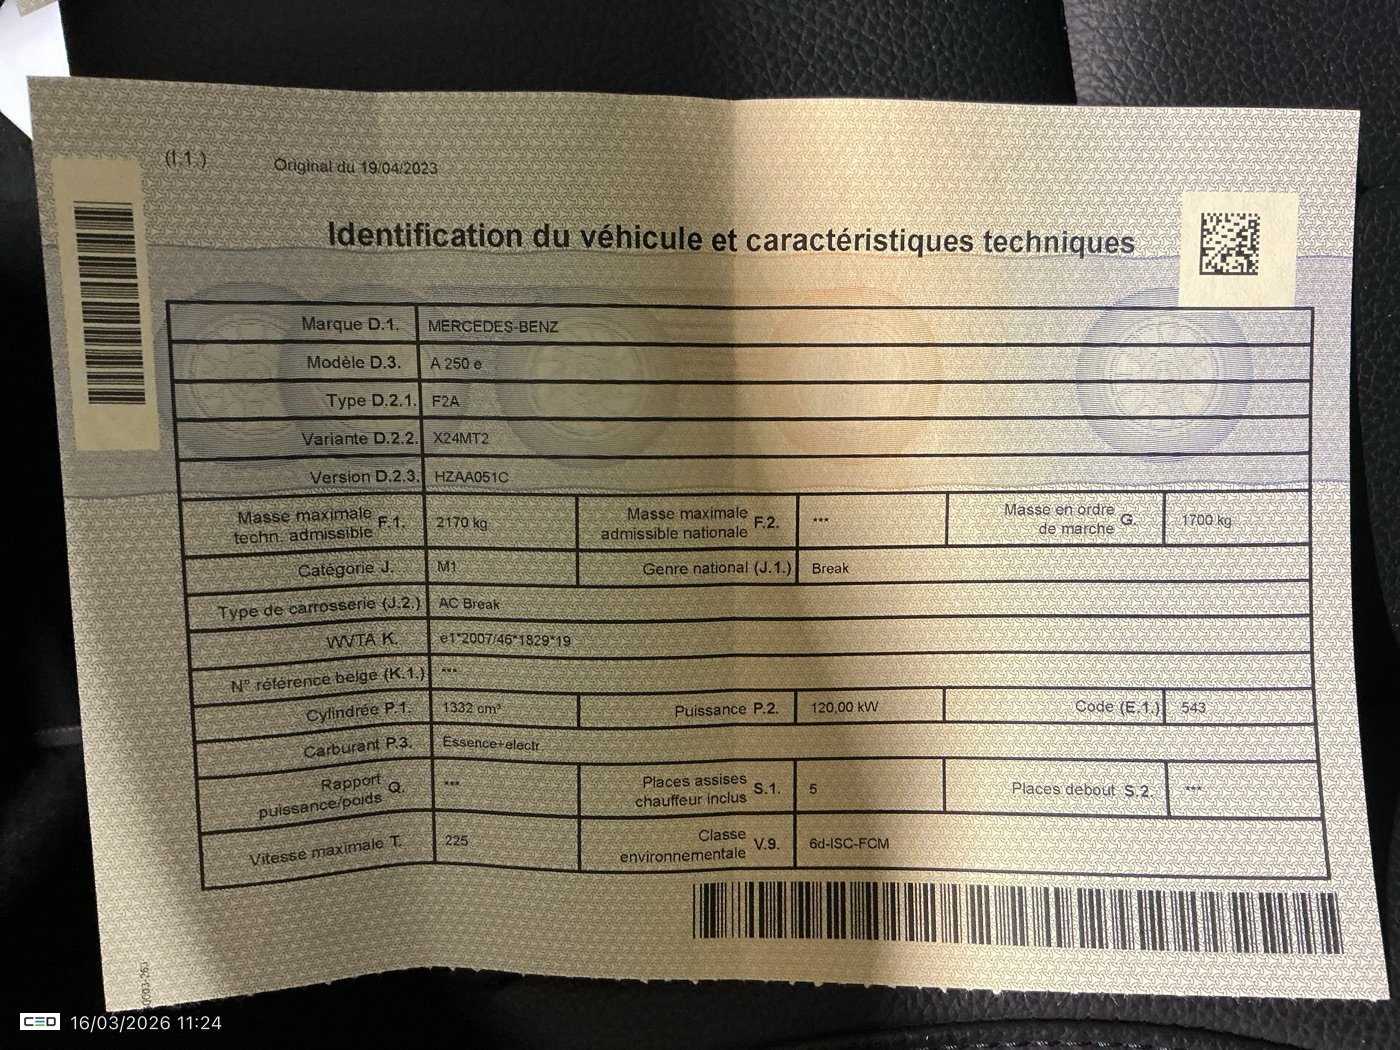 (I.1.)
Original du 19/04/2023
Identification du véhicule et caractéristiques techniques
Marque D.1. MERCEDES-BENZ
Modèle D.3. A 250 e
Type D.2.1. F2A
Variante D.2.2. X24MT2
Version D.2.3. HZAA051C
Masse maximale techn. admissible F.1. 2170 kg Masse maximale admissible nationale F.2. *** Masse en ordre de marche G. 1700 kg
Catégorie J. M1 Genre national (J.1.) Break
Type de carrosserie (J.2.) AC Break
WVTA K. e1*2007/46*1829*19
N° référence belge (K.1.) ***
Cylindrée P.1. 1332 cm³ Puissance P.2. 120,00 kW Code (E.1.) 543
Carburant P.3. Essence+electr
Rapport puissance/poids Q. *** Places assises chauffeur inclus S.1. 5 Places debout S.2. ***
Vitesse maximale T. 225 Classe environnementale V.9. 6d-ISC-FCM
CED 16/03/2026 11:24